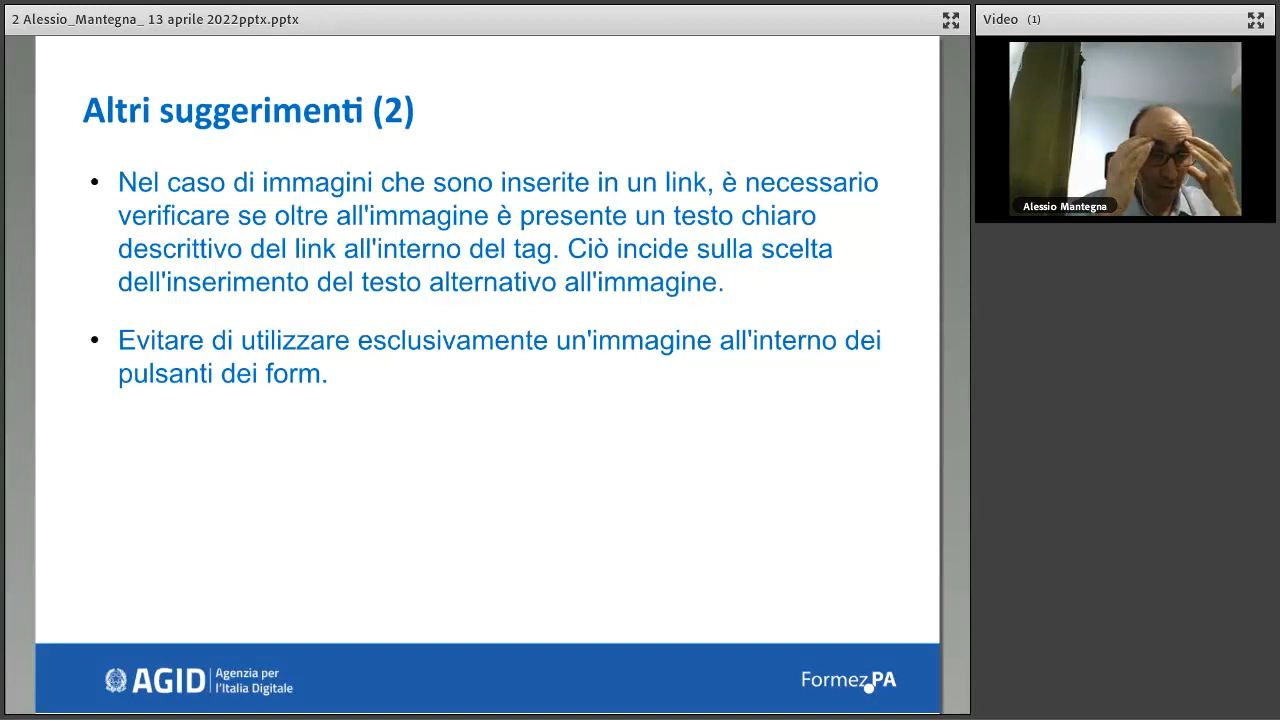 2 Alessio_Mantegna_ 13 aprile 2022pptx.pptx
Video (1)
Altri suggerimenti (2)
• Nel caso di immagini che sono inserite in un link, è necessario
verificare se oltre all'immagine è presente un testo chiaro
descrittivo del link all'interno del tag. Ciò incide sulla scelta
dell'inserimento del testo alternativo all'immagine.
• Evitare di utilizzare esclusivamente un'immagine all'interno dei
pulsanti dei form.
Alessio Mantegna
AGID Agenzia per
l'Italia Digitale
Formez PA